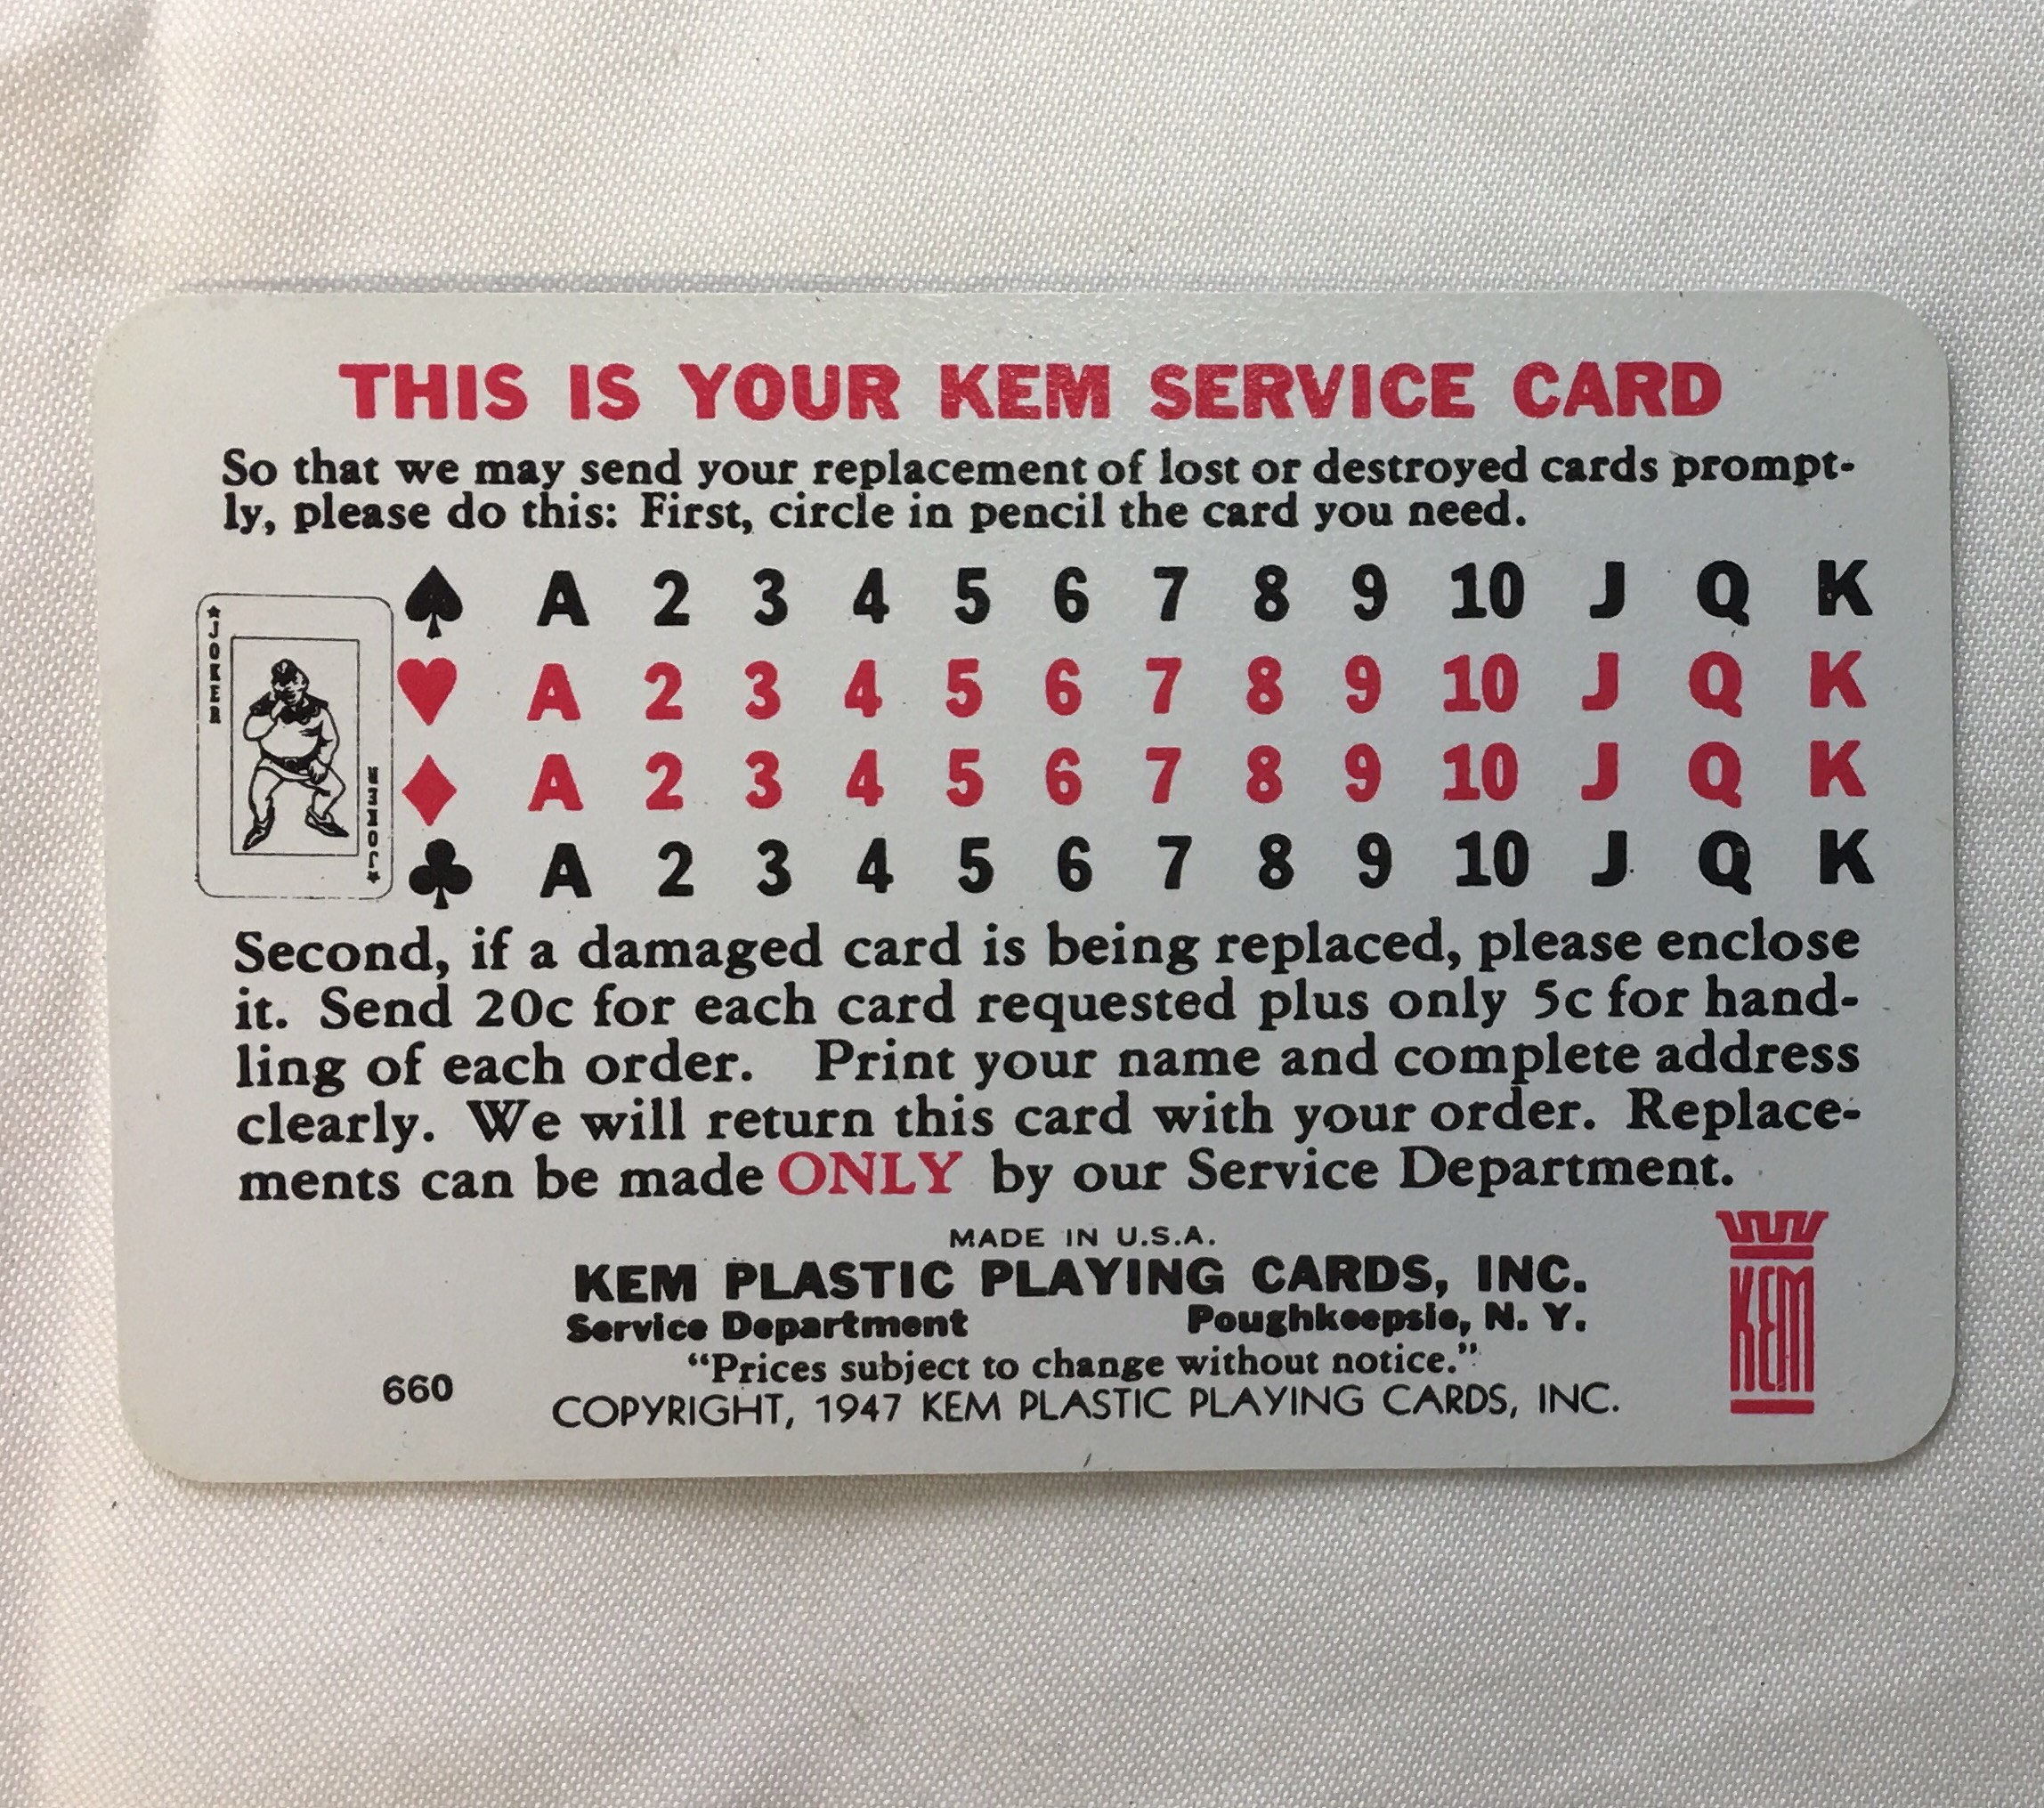 THIS IS YOUR KEM SERVICE CARD
So that we may send your replacement of lost or destroyed cards prompt-
ly, please do this: First, circle in pencil the card you need.
JOKER
♠ A 2 3 4 5 6 7 8 9 10 J Q K
♥ A 2 3 4 5 6 7 8 9 10 J Q K
♦ A 2 3 4 5 6 7 8 9 10 J Q K
♣ A 2 3 4 5 6 7 8 9 10 J Q K
JOKER
Second, if a damaged card is being replaced, please enclose
it. Send 20c for each card requested plus only 5c for hand-
ling of each order. Print your name and complete address
clearly. We will return this card with your order. Replace-
ments can be made ONLY by our Service Department.
MADE IN U.S.A.
KEM PLASTIC PLAYING CARDS, INC.
Service Department Poughkeepsie, N. Y.
"Prices subject to change without notice."
660
COPYRIGHT, 1947 KEM PLASTIC PLAYING CARDS, INC.
KEM